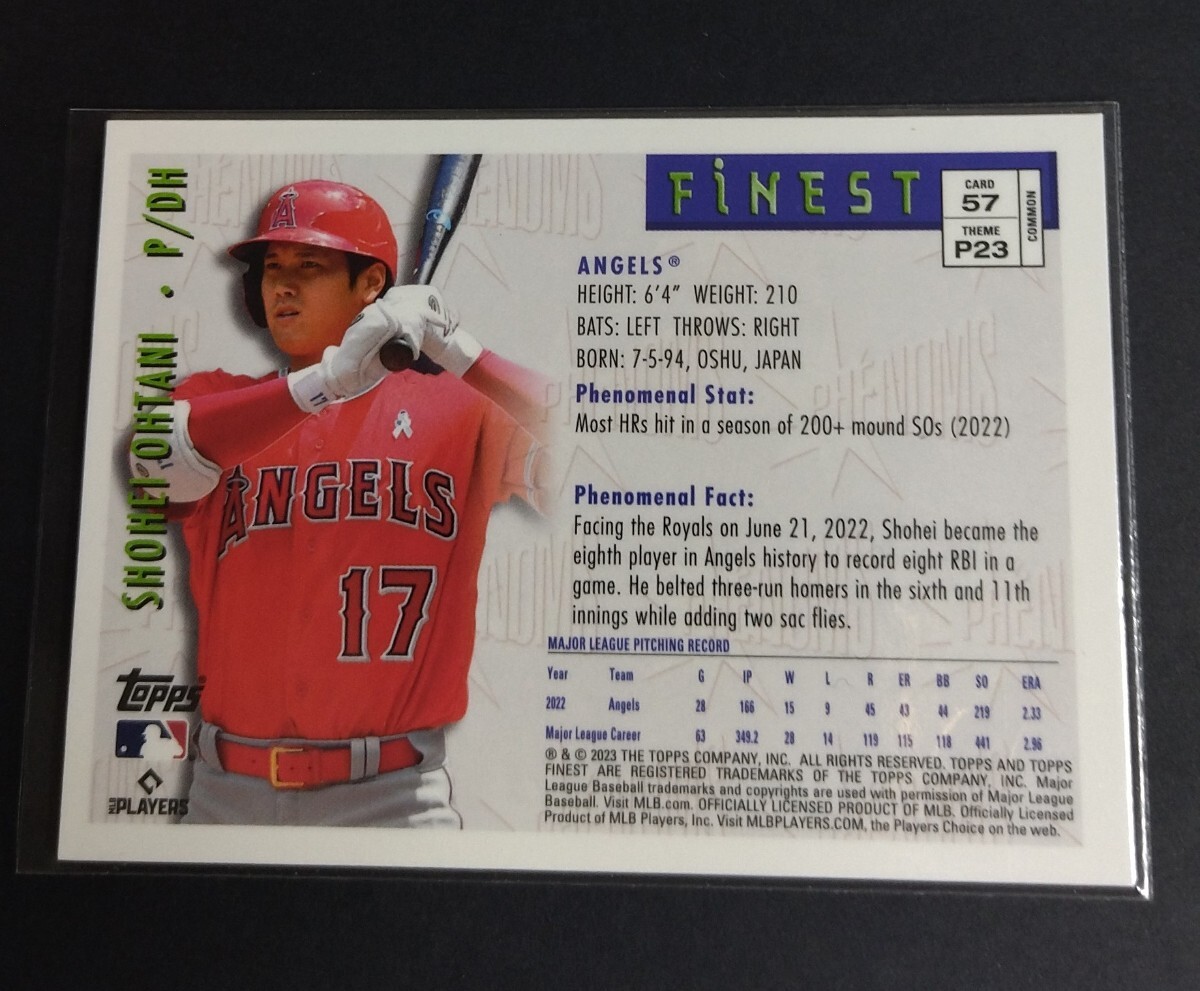 SHOHEI OHTANI • P/DH
FiNEST
CARD
57
THEME
P23
COMMON
ANGELS®
HEIGHT: 6'4" WEIGHT: 210
BATS: LEFT THROWS: RIGHT
BORN: 7-5-94, OSHU, JAPAN
Phenomenal Stat:
Most HRs hit in a season of 200+ mound SOs (2022)
Phenomenal Fact:
Facing the Royals on June 21, 2022, Shohei became the
eighth player in Angels history to record eight RBI in a
game. He belted three-run homers in the sixth and 11th
innings while adding two sac flies.
MAJOR LEAGUE PITCHING RECORD
Year Team G IP W L R ER BB SO ERA
2022 Angels 28 166 15 9 45 43 44 219 2.33
Major League Career 63 349.2 28 14 119 115 118 441 2.96
® & © 2023 THE TOPPS COMPANY, INC. ALL RIGHTS RESERVED. TOPPS AND TOPPS
FINEST ARE REGISTERED TRADEMARKS OF THE TOPPS COMPANY, INC. Major
League Baseball trademarks and copyrights are used with permission of Major League
Baseball. Visit MLB.com. OFFICIALLY LICENSED PRODUCT OF MLB. Officially Licensed
Product of MLB Players, Inc. Visit MLBPLAYERS.COM, the Players Choice on the web.
A
17
ANGELS
17
topps
MLB PLAYERS